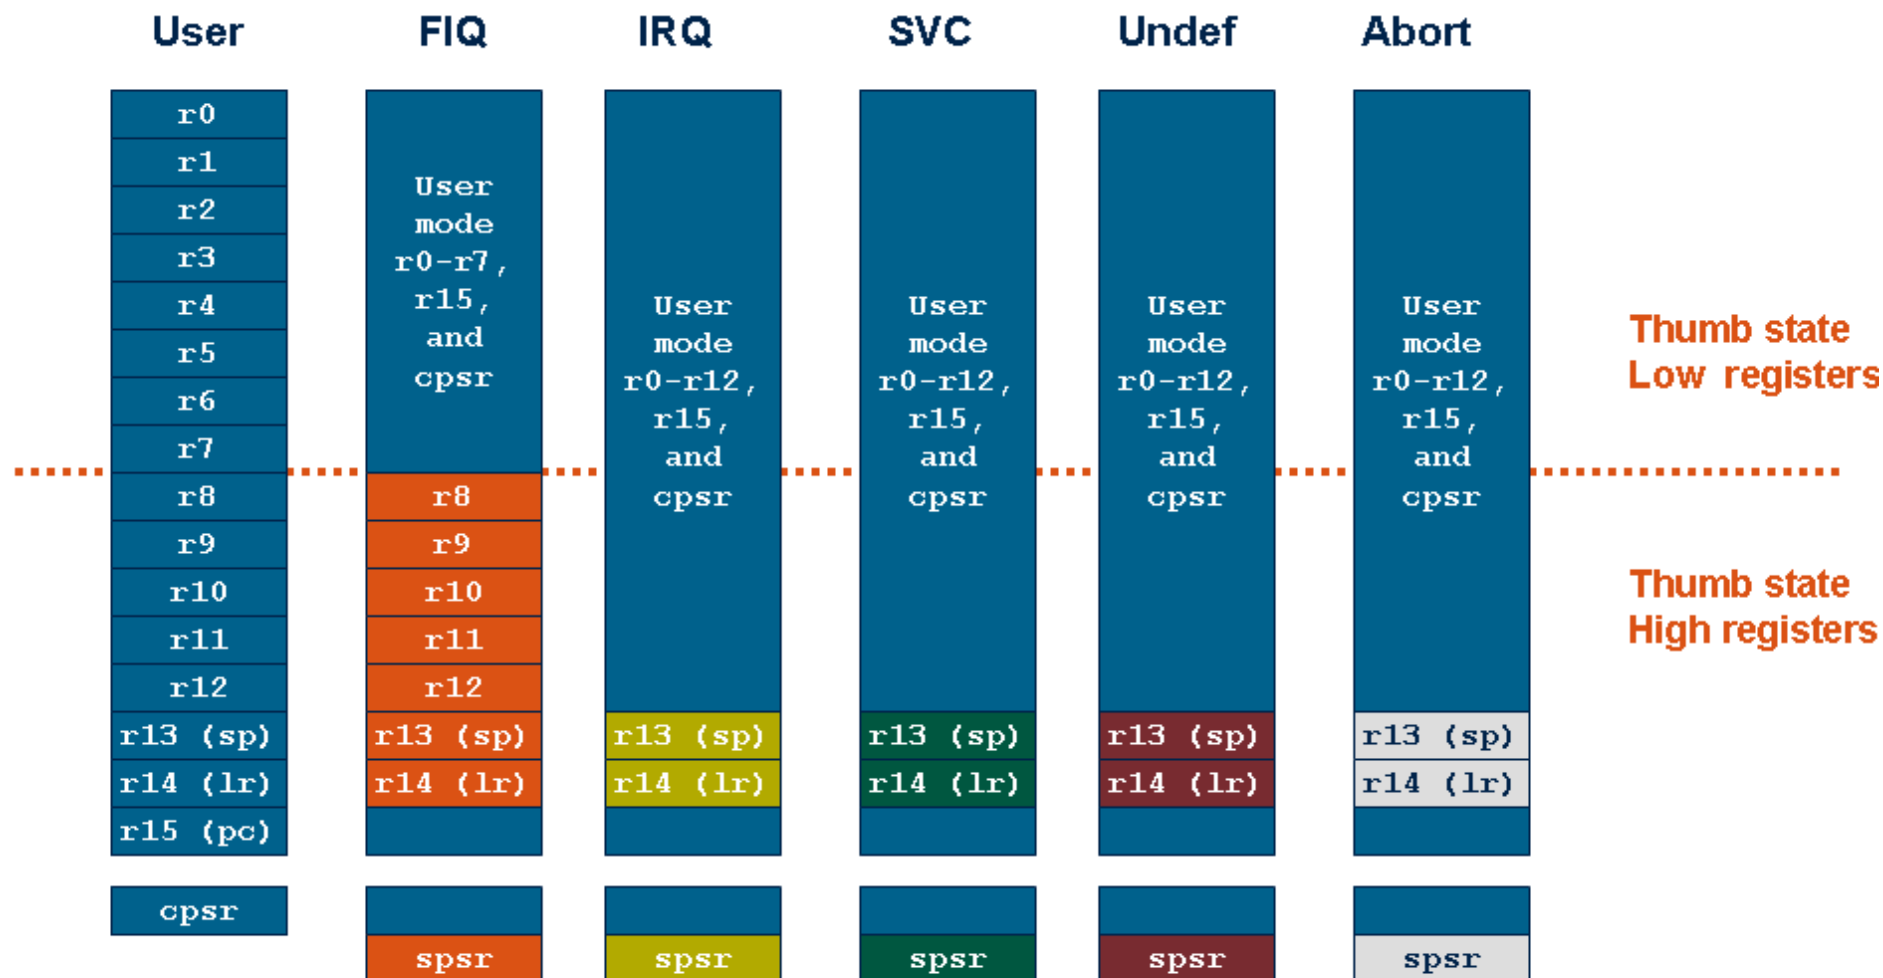 User
FIQ
IRQ
SVC
Undef
Abort
r0
r1
r2
r3
r4
r5
r6
r7
r8
r9
r10
r11
r12
r13 (sp)
r14 (lr)
r15 (pc)
cpsr
User
mode
r0-r7,
r15,
and
cpsr
r8
r9
r10
r11
r12
r13 (sp)
r14 (lr)
spsr
User
mode
r0-r12,
r15,
and
cpsr
r13 (sp)
r14 (lr)
spsr
User
mode
r0-r12,
r15,
and
cpsr
r13 (sp)
r14 (lr)
spsr
User
mode
r0-r12,
r15,
and
cpsr
r13 (sp)
r14 (lr)
spsr
User
mode
r0-r12,
r15,
and
cpsr
r13 (sp)
r14 (lr)
spsr
Thumb state
Low registers
Thumb state
High registers